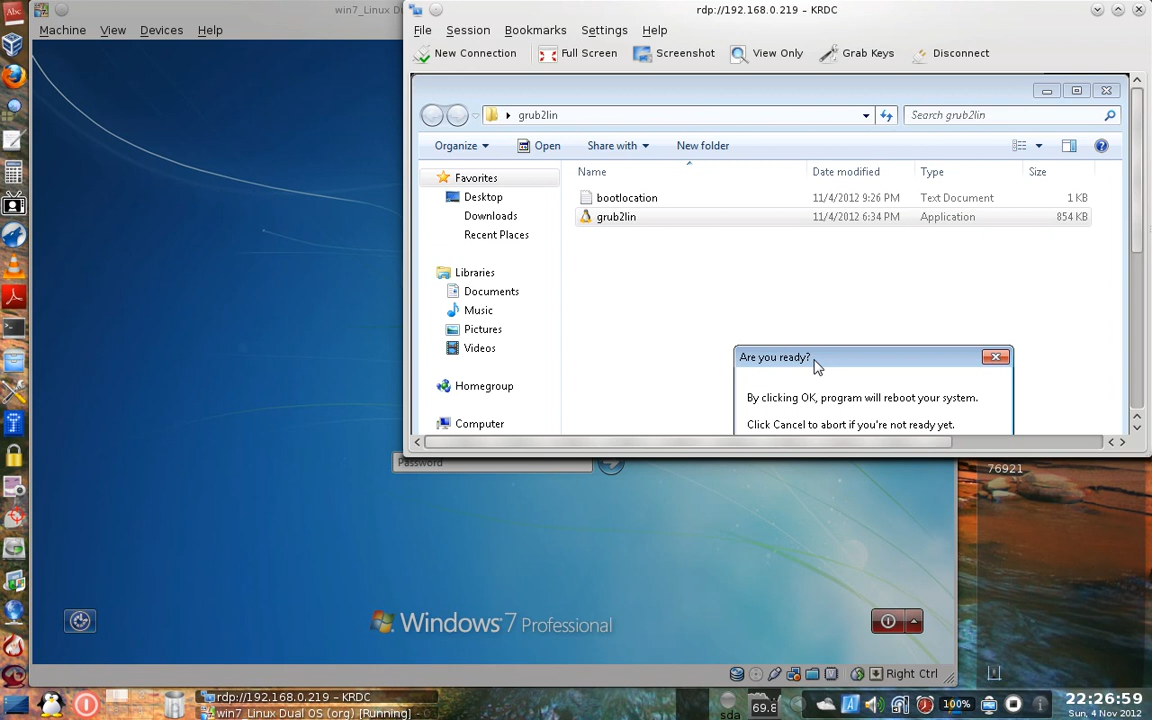 win7_Linux Du
Machine View Devices Help
rdp://192.168.0.219 – KRDC
File Session Bookmarks Settings Help
New Connection Full Screen Screenshot View Only Grab Keys Disconnect
grub2lin
Search grub2lin
Organize Open Share with New folder
Name Date modified Type Size
bootlocation 11/4/2012 9:26 PM Text Document 1 KB
grub2lin 11/4/2012 6:34 PM Application 854 KB
Favorites
Desktop
Downloads
Recent Places
Libraries
Documents
Music
Pictures
Videos
Homegroup
Computer
Are you ready?
By clicking OK, program will reboot your system.
Click Cancel to abort if you're not ready yet.
Password
76921
Windows 7 Professional
Right Ctrl
rdp://192.168.0.219 – KRDC
win7_Linux Dual OS (org) [Running]
sda
69.8
100%
22:26:59
Sun, 4 Nov 2012